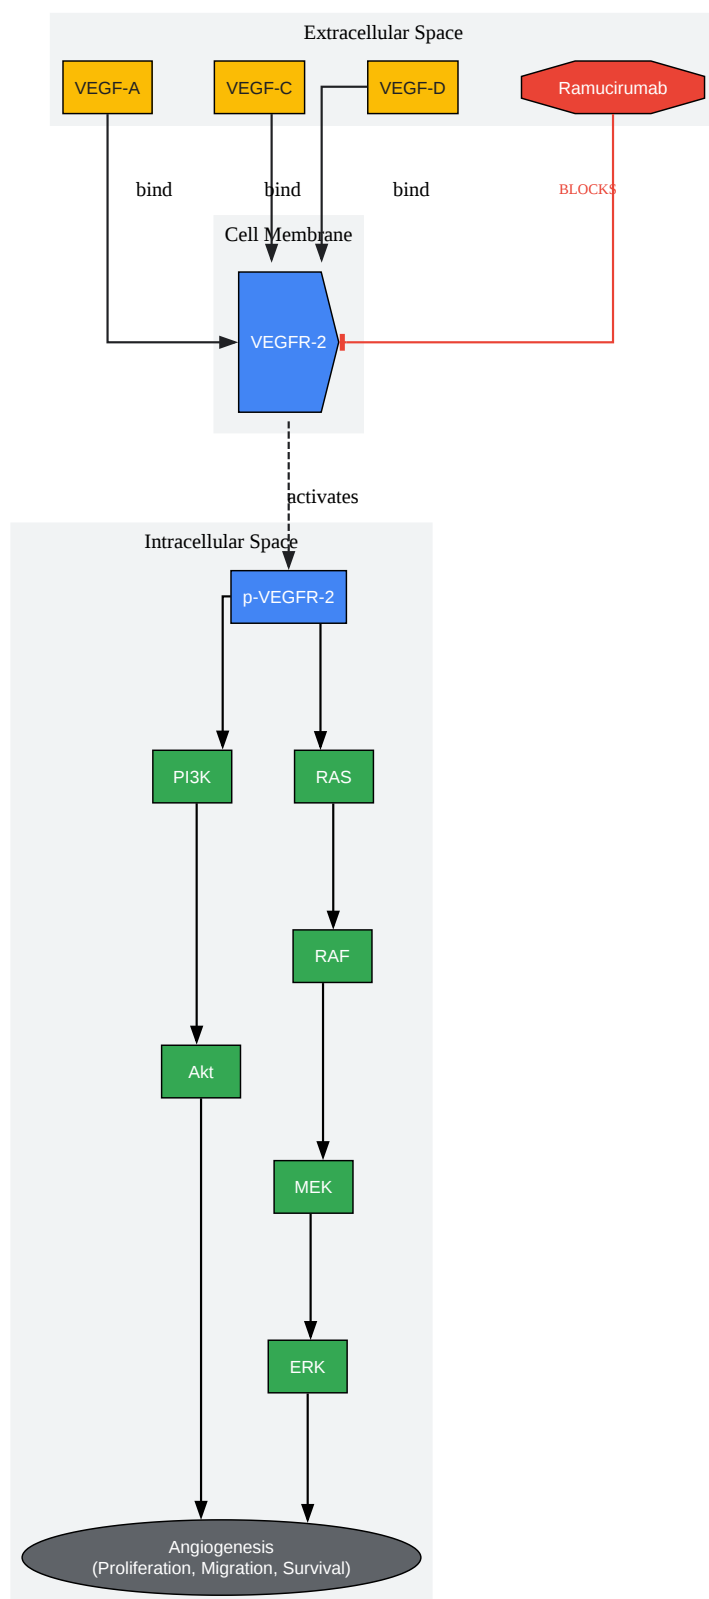 Extracellular Space
VEGF-A
VEGF-C
VEGF-D
Ramucirumab
bind
bind
bind
BLOCKS
Cell Membrane
VEGFR-2
activates
Intracellular Space
p-VEGFR-2
PI3K
RAS
RAF
Akt
MEK
ERK
Angiogenesis
(Proliferation, Migration, Survival)